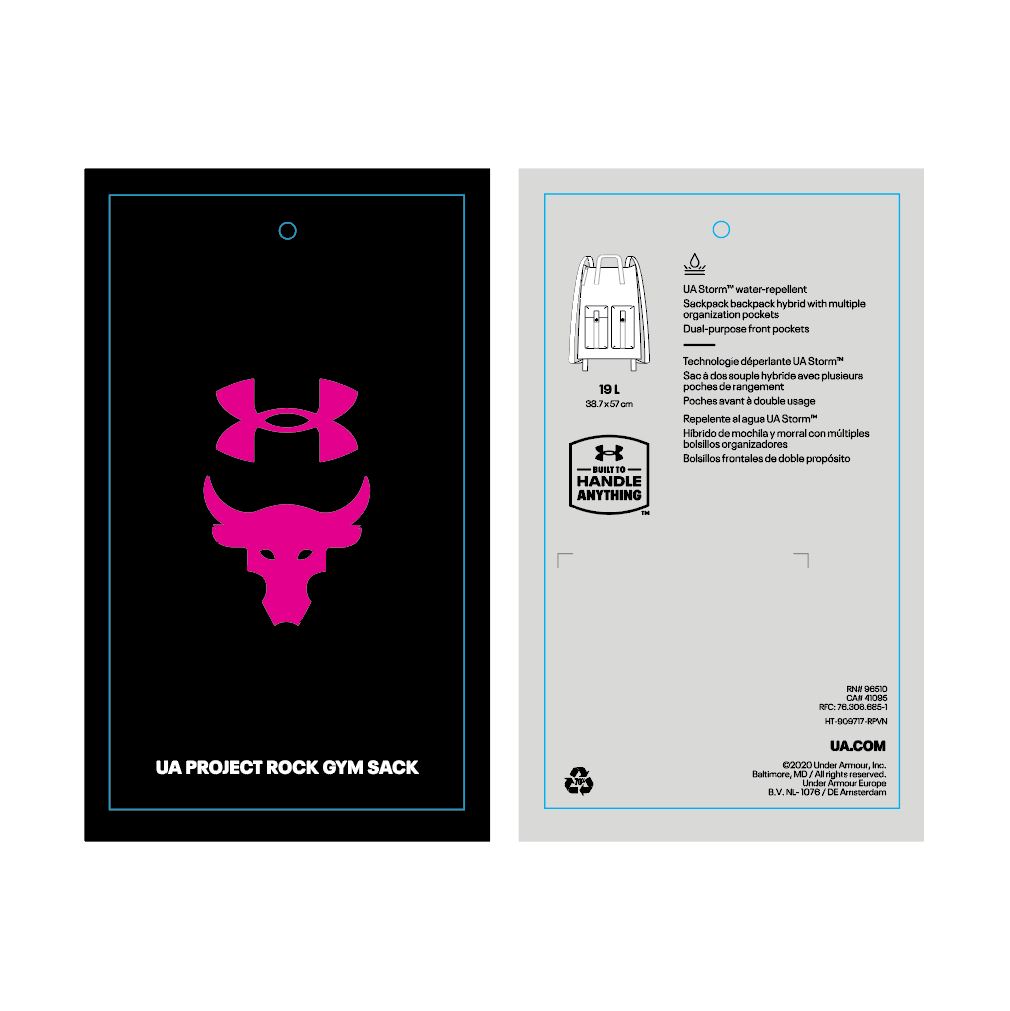 UA PROJECT ROCK GYM SACK
19 L
38.7 x 57 cm
BUILT TO
HANDLE
ANYTHING
™
UA Storm™ water-repellent
Sackpack backpack hybrid with multiple
organization pockets
Dual-purpose front pockets
Technologie déperlante UA Storm™
Sac à dos souple hybride avec plusieurs
poches de rangement
Poches avant à double usage
Repelente al agua UA Storm™
Híbrido de mochila y morral con múltiples
bolsillos organizadores
Bolsillos frontales de doble propósito
RN# 96510
CA# 41095
RFC: 76.306.685-1
HT-909717-RPVN
UA.COM
©2020 Under Armour, Inc.
Baltimore, MD / All rights reserved.
Under Armour Europe
B.V. NL- 1076 / DE Amsterdam